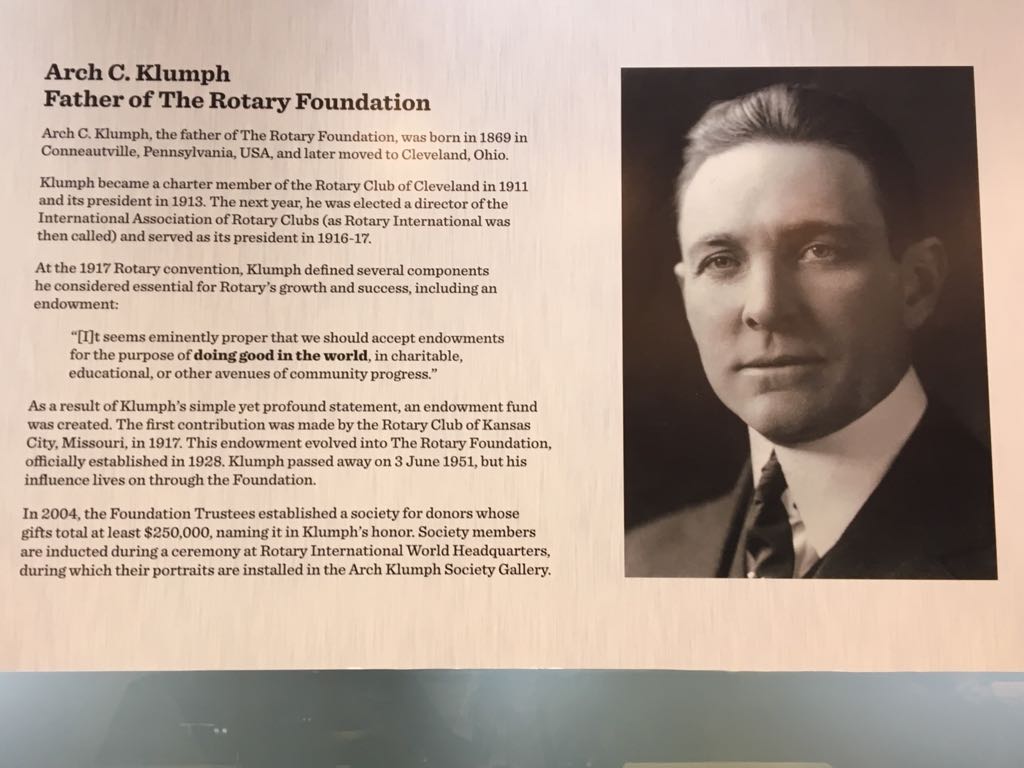 Arch C. Klumph
Father of The Rotary Foundation
Arch C. Klumph, the father of The Rotary Foundation, was born in 1869 in
Conneautville, Pennsylvania, USA, and later moved to Cleveland, Ohio.
Klumph became a charter member of the Rotary Club of Cleveland in 1911
and its president in 1913. The next year, he was elected a director of the
International Association of Rotary Clubs (as Rotary International was
then called) and served as its president in 1916-17.
At the 1917 Rotary convention, Klumph defined several components
he considered essential for Rotary’s growth and success, including an
endowment:
“[I]t seems eminently proper that we should accept endowments
for the purpose of doing good in the world, in charitable,
educational, or other avenues of community progress.”
As a result of Klumph’s simple yet profound statement, an endowment fund
was created. The first contribution was made by the Rotary Club of Kansas
City, Missouri, in 1917. This endowment evolved into The Rotary Foundation,
officially established in 1928. Klumph passed away on 3 June 1951, but his
influence lives on through the Foundation.
In 2004, the Foundation Trustees established a society for donors whose
gifts total at least $250,000, naming it in Klumph’s honor. Society members
are inducted during a ceremony at Rotary International World Headquarters,
during which their portraits are installed in the Arch Klumph Society Gallery.